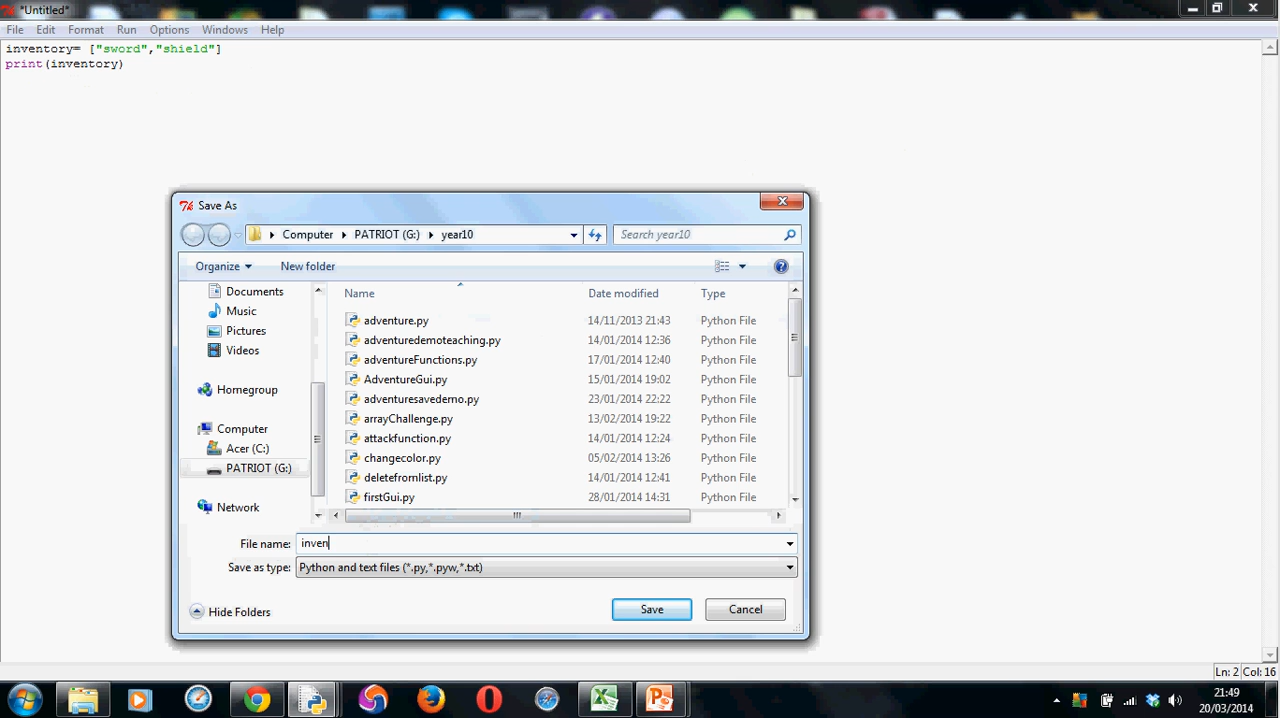 *Untitled*
File Edit Format Run Options Windows Help
inventory= ["sword","shield"]
print(inventory)
Save As
Computer PATRIOT (G:) year10 Search year10
Organize New folder
Name Date modified Type
Documents
Music
Pictures
Videos
Homegroup
Computer
Acer (C:)
PATRIOT (G:)
Network
adventure.py 14/11/2013 21:43 Python File
adventuredemoteaching.py 14/01/2014 12:36 Python File
adventureFunctions.py 17/01/2014 12:40 Python File
AdventureGui.py 15/01/2014 19:02 Python File
adventuresavedemo.py 23/01/2014 22:22 Python File
arrayChallenge.py 13/02/2014 19:22 Python File
attackfunction.py 14/01/2014 12:24 Python File
changecolor.py 05/02/2014 13:26 Python File
deletefromlist.py 14/01/2014 12:41 Python File
firstGui.py 28/01/2014 14:31 Python File
File name: inven
Save as type: Python and text files (*.py,*.pyw,*.txt)
Hide Folders Save Cancel
Ln: 2 Col: 16
21:49
20/03/2014